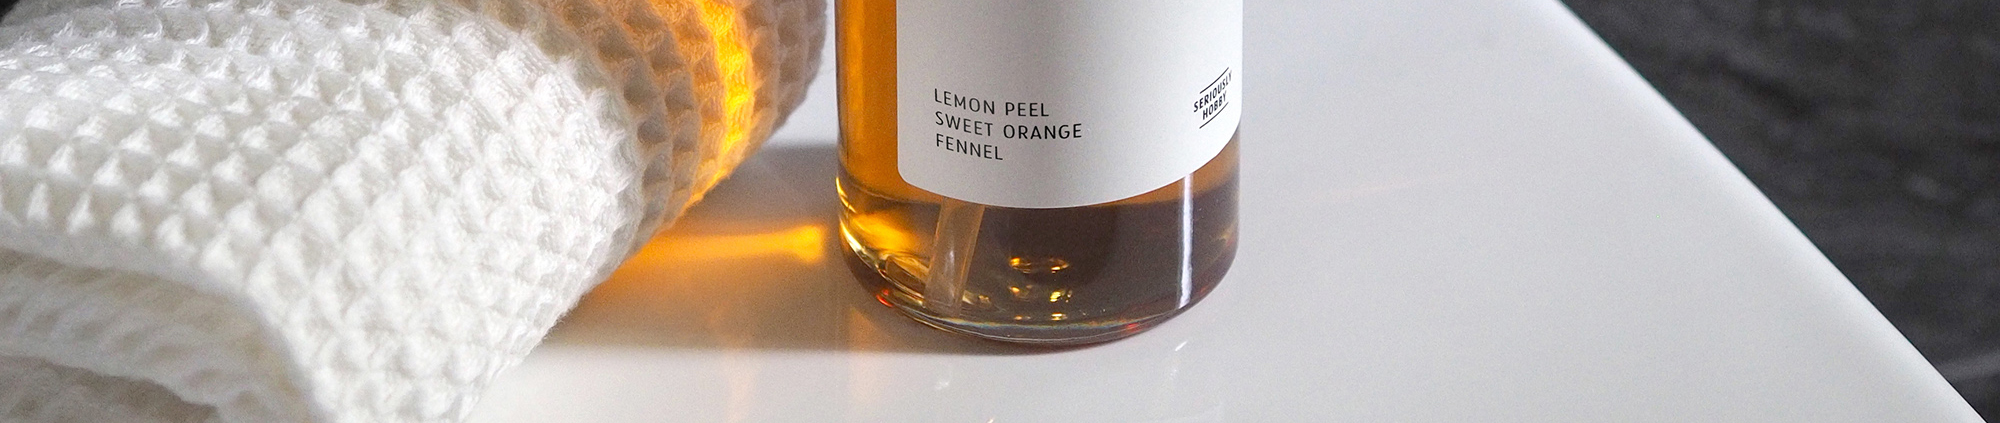 LEMON PEEL
SWEET ORANGE
FENNEL
SERIOUSLY
HOBBY